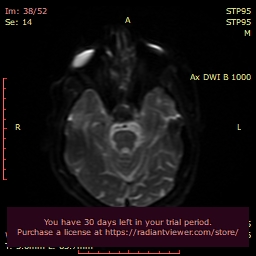 Im: 38/52
Se: 14
A
STP95
STP95
M
Ax DWI B 1000
R
L
You have 30 days left in your trial period.
Purchase a license at https://radiantviewer.com/store/